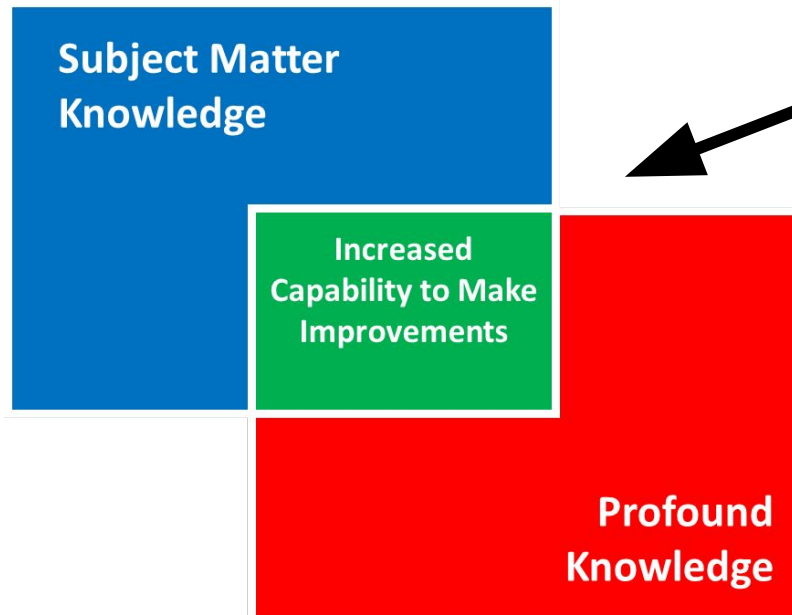 Subject Matter
Knowledge
Increased
Capability to Make
Improvements
Profound
Knowledge